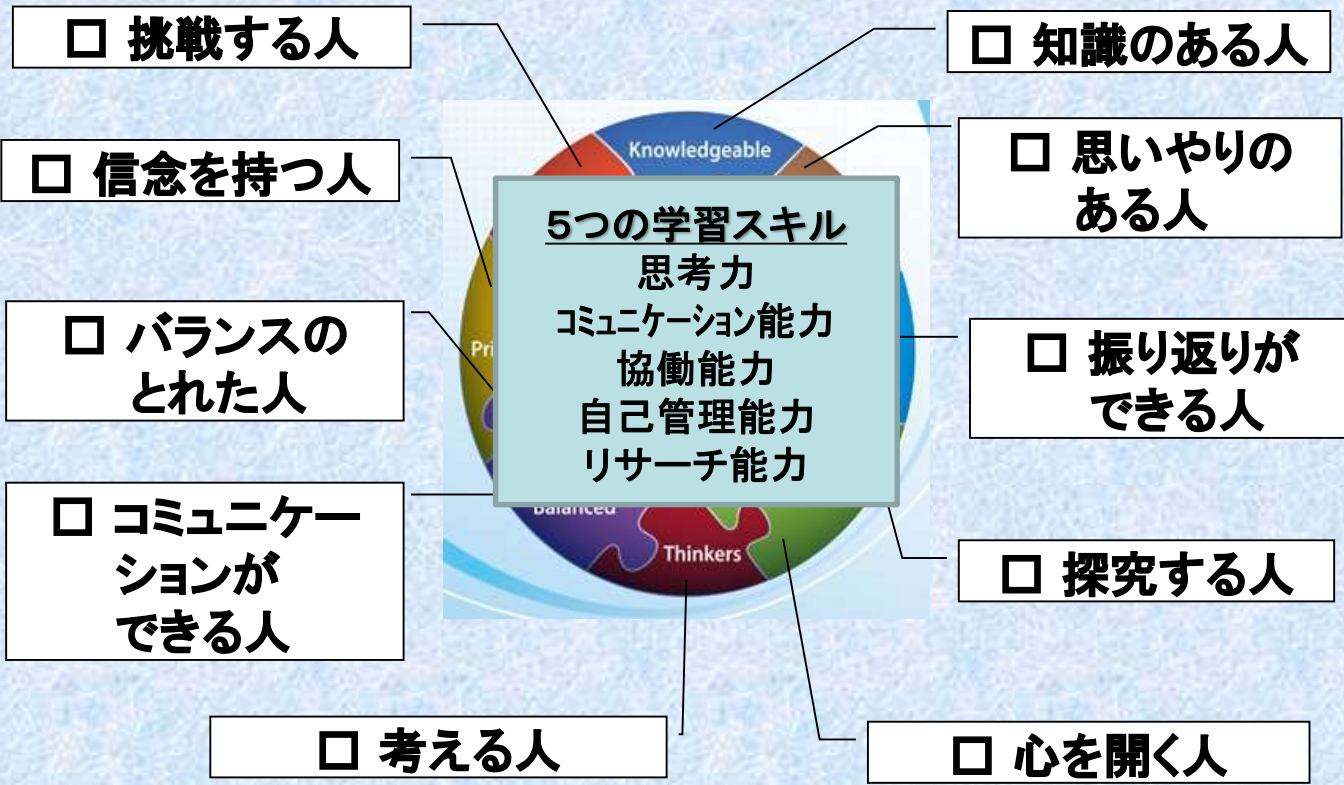 □ 挑戦する人
□ 知識のある人
□ 信念を持つ人
□ 思いやりの
ある人
Knowledgeable
５つの学習スキル
思考力
コミュニケーション能力
協働能力
自己管理能力
リサーチ能力
Pri
□ バランスの
とれた人
□ 振り返りが
できる人
□ コミュニケー
ションが
できる人
Balanced
Thinkers
□ 探究する人
□ 考える人
□ 心を開く人